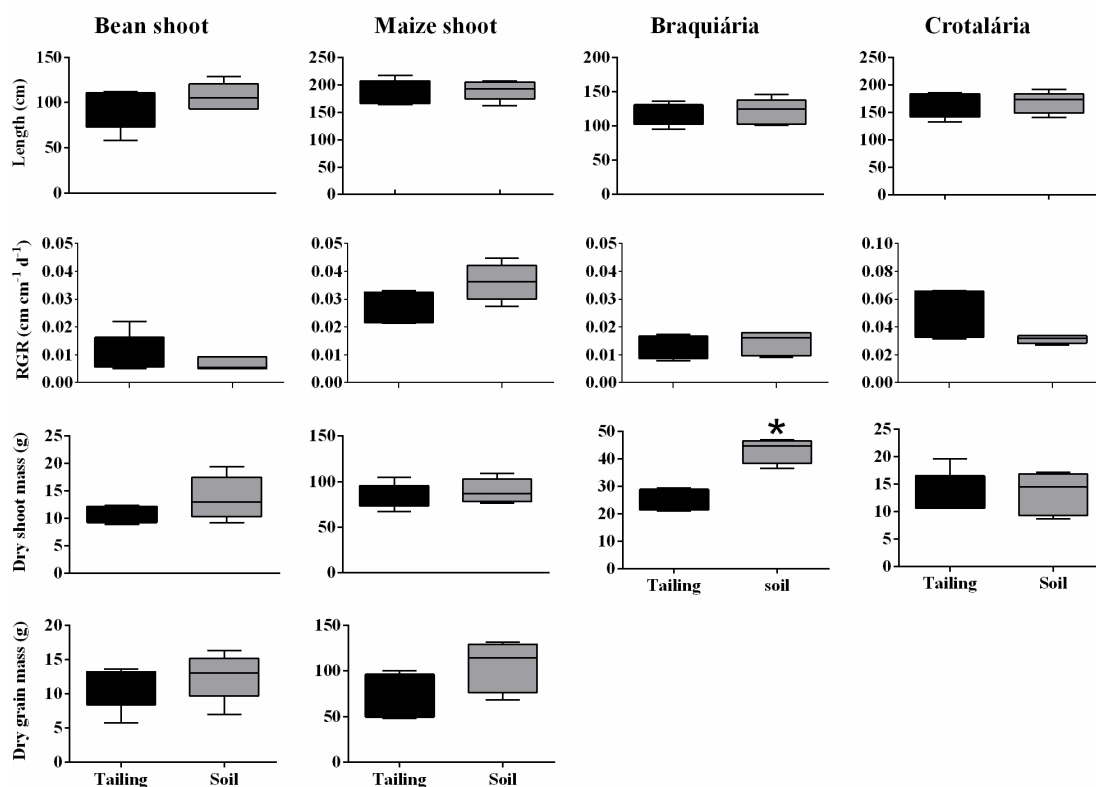 Bean shoot Maize shoot Braquiária Crotalária
Length (cm)
150 100 50 0
250 200 150 100 50 0
200 150 100 50 0
250 200 150 100 50 0
RGR (cm cm⁻¹ d⁻¹)
0.05 0.04 0.03 0.02 0.01 0.00
0.05 0.04 0.03 0.02 0.01 0.00
0.05 0.04 0.03 0.02 0.01 0.00
0.10 0.08 0.06 0.04 0.02 0.00
Dry shoot mass (g)
25 20 15 10 5 0
150 100 50 0
50 40 30 20 10 0
*
Tailing soil
25 20 15 10 5 0
Tailing Soil
Dry grain mass (g)
20 15 10 5 0
Tailing Soil
150 100 50 0
Tailing Soil